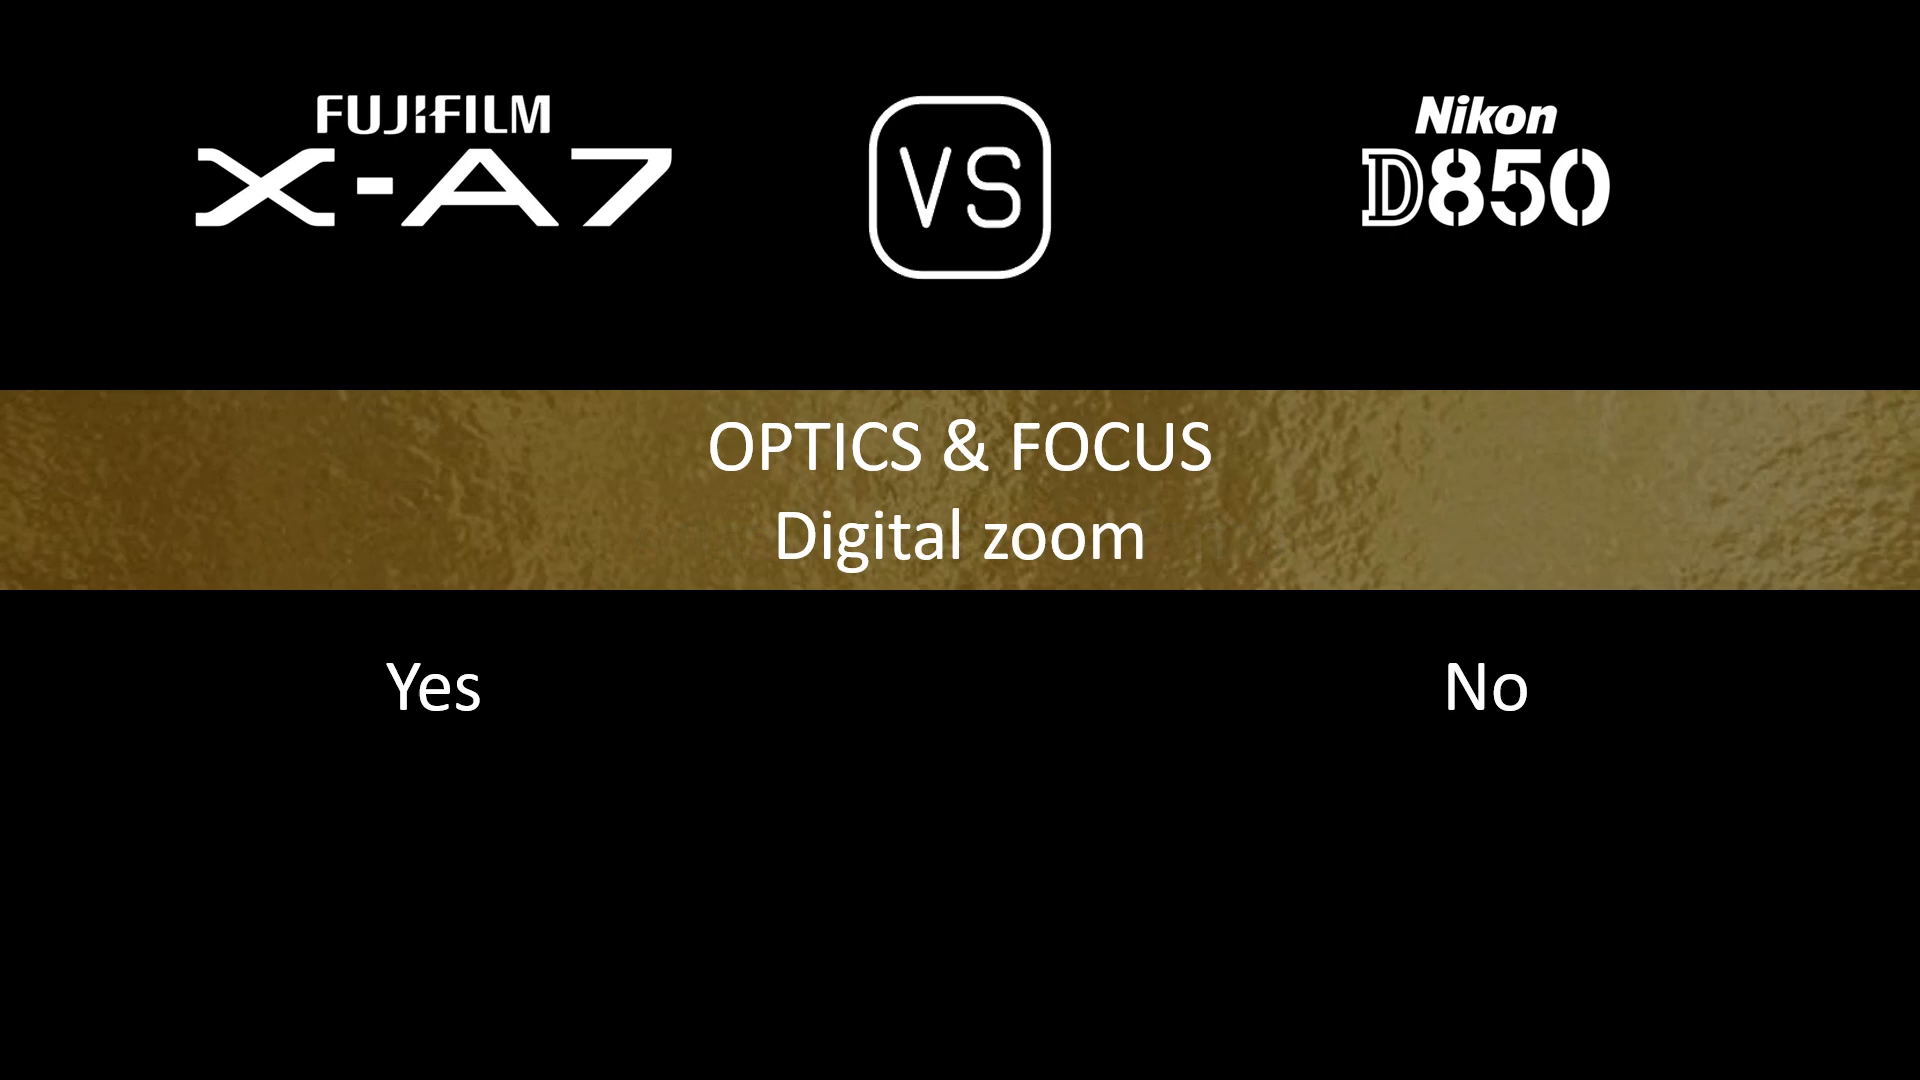 FUJIFILM
X-A7
VS
Nikon
D850
OPTICS & FOCUS
Digital zoom
Yes
No